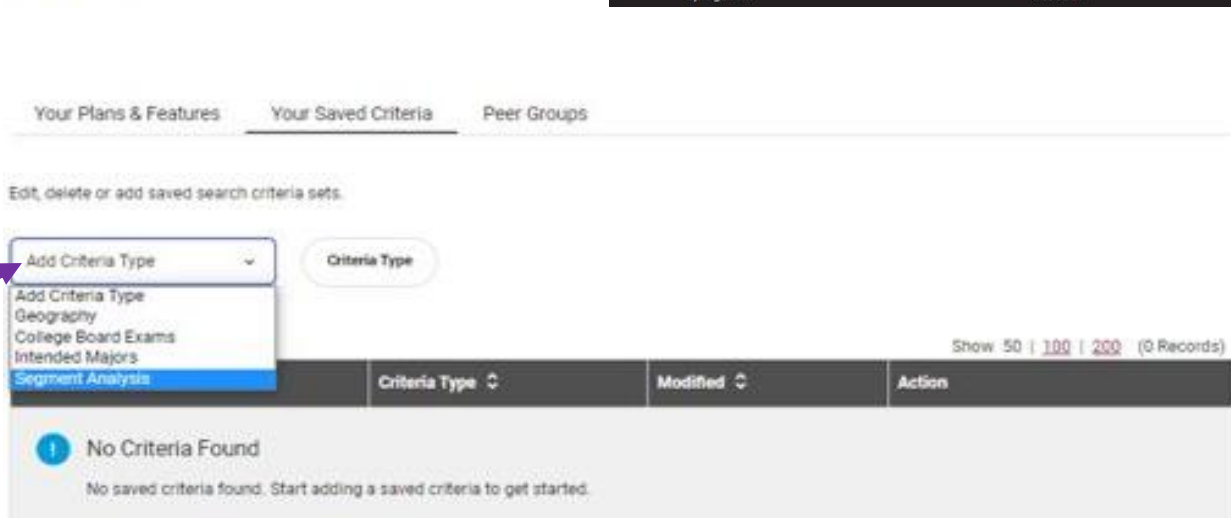 Your Plans & Features Your Saved Criteria Peer Groups
Edit, delete or add saved search criteria sets.
Add Criteria Type Criteria Type
Add Criteria Type
Geography
College Board Exams
Intended Majors
Segment Analysis
Show 50 | 100 | 200 (0 Records)
Criteria Type Modified Action
No Criteria Found
No saved criteria found. Start adding a saved criteria to get started.